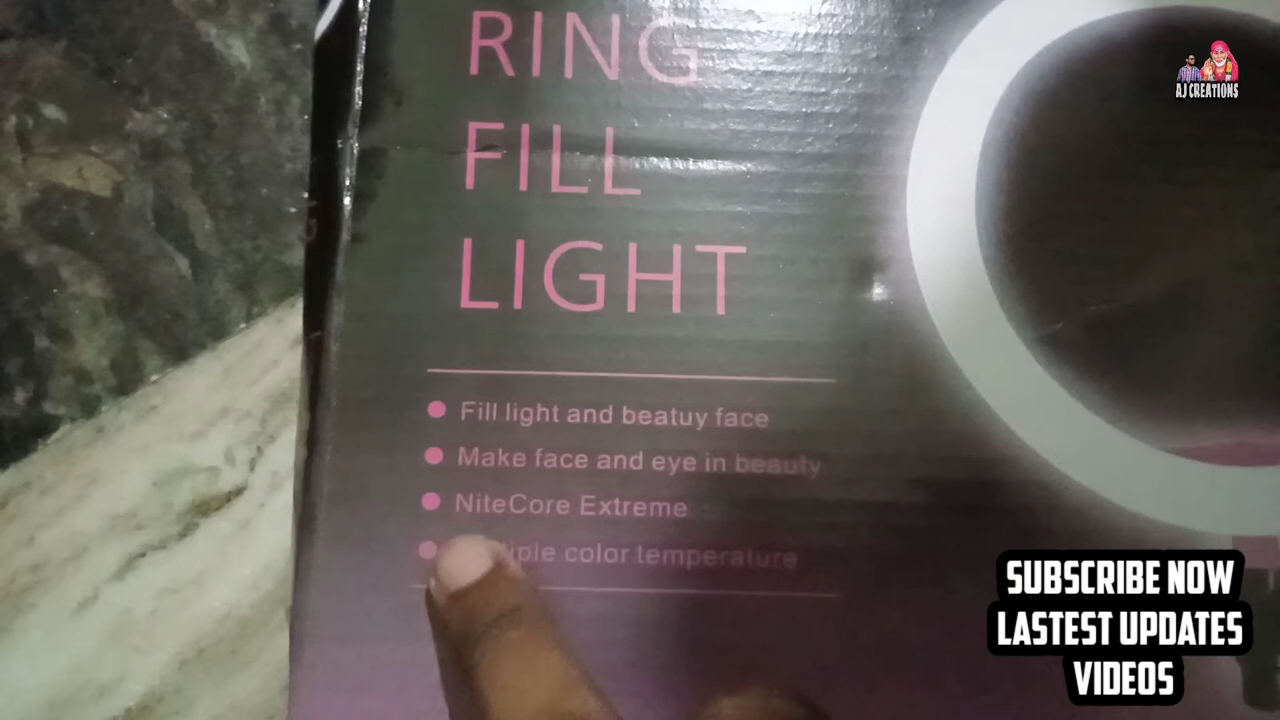 RING
FILL
LIGHT
Fill light and beatuy face
Make face and eye in beauty
NiteCore Extreme
color temperature
AJ CREATIONS
SUBSCRIBE NOW
LASTEST UPDATES
VIDEOS